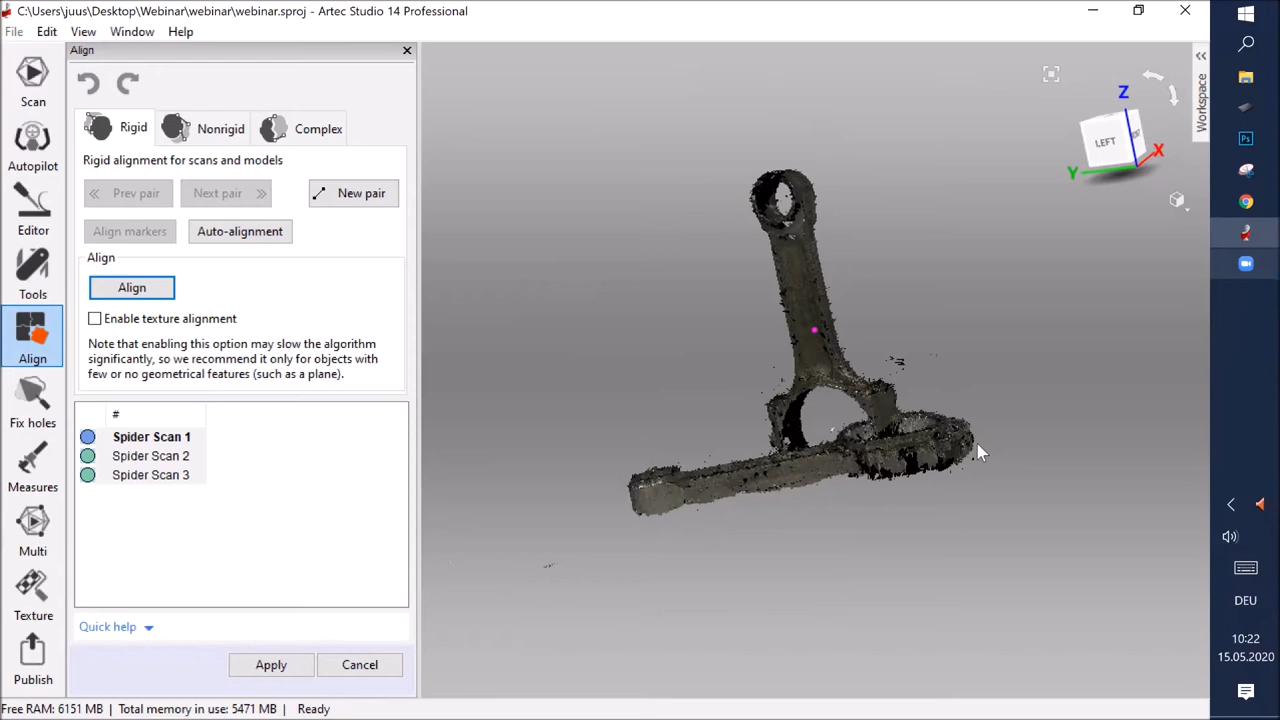 C:\Users\juus\Desktop\Webinar\webinar\webinar.sproj - Artec Studio 14 Professional
File Edit View Window Help
Align
Scan
Autopilot
Editor
Tools
Align
Fix holes
Measures
Multi
Texture
Publish
Rigid Nonrigid Complex
Rigid alignment for scans and models
Prev pair Next pair New pair
Align markers Auto-alignment
Align
Align
Enable texture alignment
Note that enabling this option may slow the algorithm
significantly, so we recommend it only for objects with
few or no geometrical features (such as a plane).
#
Spider Scan 1
Spider Scan 2
Spider Scan 3
Quick help
Apply Cancel
Free RAM: 6151 MB | Total memory in use: 5471 MB | Ready
Z
LEFT
X
Y
Workspace
Ps
DEU
10:22
15.05.2020